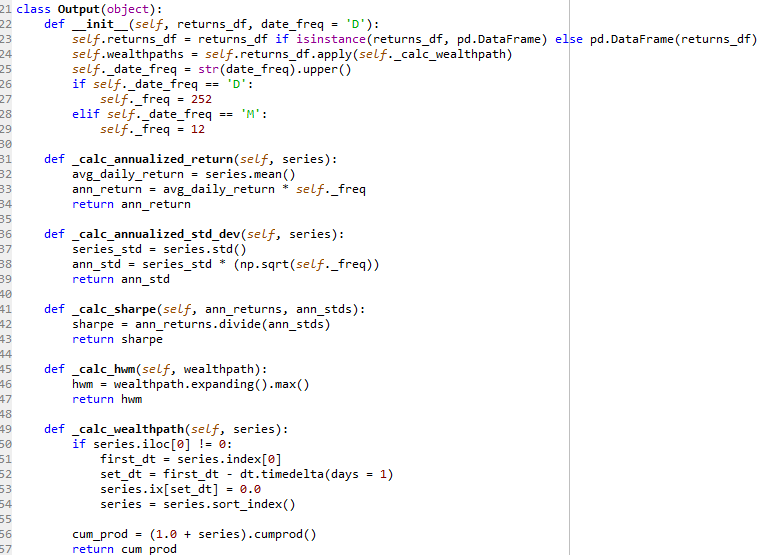 21 class Output(object):
22     def __init__(self, returns_df, date_freq = 'D'):
23         self.returns_df = returns_df if isinstance(returns_df, pd.DataFrame) else pd.DataFrame(returns_df)
24         self.wealthpaths = self.returns_df.apply(self._calc_wealthpath)
25         self._date_freq = str(date_freq).upper()
26         if self._date_freq == 'D':
27             self._freq = 252
28         elif self._date_freq == 'M':
29             self._freq = 12
30
31     def _calc_annualized_return(self, series):
32         avg_daily_return = series.mean()
33         ann_return = avg_daily_return * self._freq
34         return ann_return
35
36     def _calc_annualized_std_dev(self, series):
37         series_std = series.std()
38         ann_std = series_std * (np.sqrt(self._freq))
39         return ann_std
40
41     def _calc_sharpe(self, ann_returns, ann_stds):
42         sharpe = ann_returns.divide(ann_stds)
43         return sharpe
44
45     def _calc_hwm(self, wealthpath):
46         hwm = wealthpath.expanding().max()
47         return hwm
48
49     def _calc_wealthpath(self, series):
50         if series.iloc[0] != 0:
51             first_dt = series.index[0]
52             set_dt = first_dt - dt.timedelta(days = 1)
53             series.ix[set_dt] = 0.0
54             series = series.sort_index()
55
56         cum_prod = (1.0 + series).cumprod()
57         return cum_prod